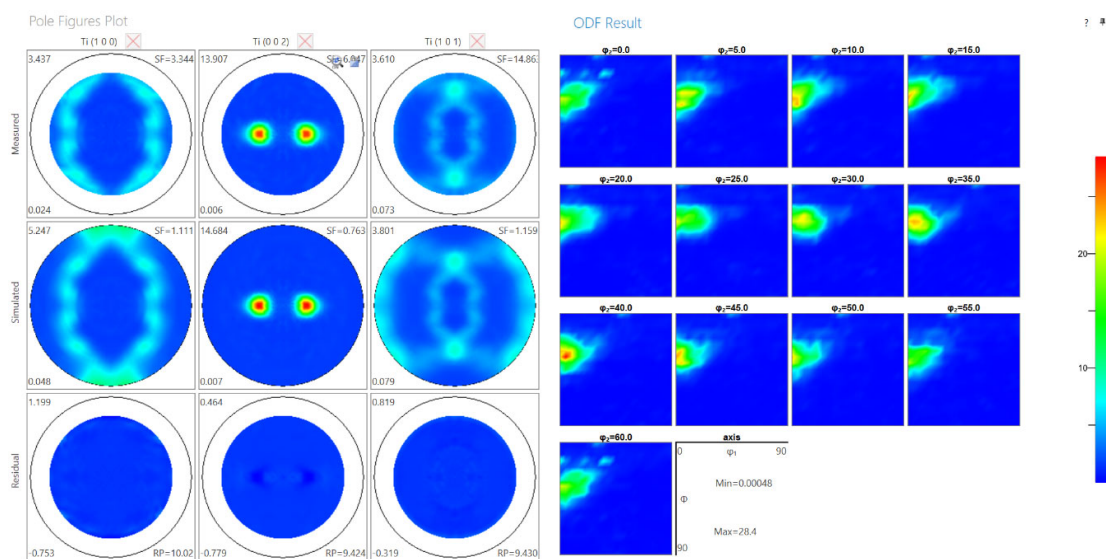 Pole Figures Plot
Ti (1 0 0)
Ti (0 0 2)
Ti (1 0 1)
3.437
SF=3.344
13.907
3.610
Measured
0.024
0.006
0.073
5.247
SF=1.111
14.684
SF=0.763
3.801
SF=1.159
Simulated
0.048
0.007
0.079
1.199
0.464
0.819
Residual
-0.753
RP=10.02
-0.779
RP=9.424
-0.319
RP=9.430
ODF Result
?
φ₂=0.0
φ₂=5.0
φ₂=10.0
φ₂=15.0
φ₂=20.0
φ₂=25.0
φ₂=30.0
φ₂=35.0
φ₂=40.0
φ₂=45.0
φ₂=50.0
φ₂=55.0
φ₂=60.0
axis
0 φ₁ 90
Min=0.00048
Φ
Max=28.4
90
20
10